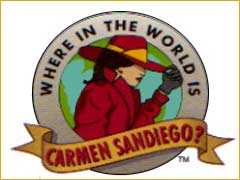 WHERE IN THE WORLD IS
CARMEN SANDIEGO?
TM